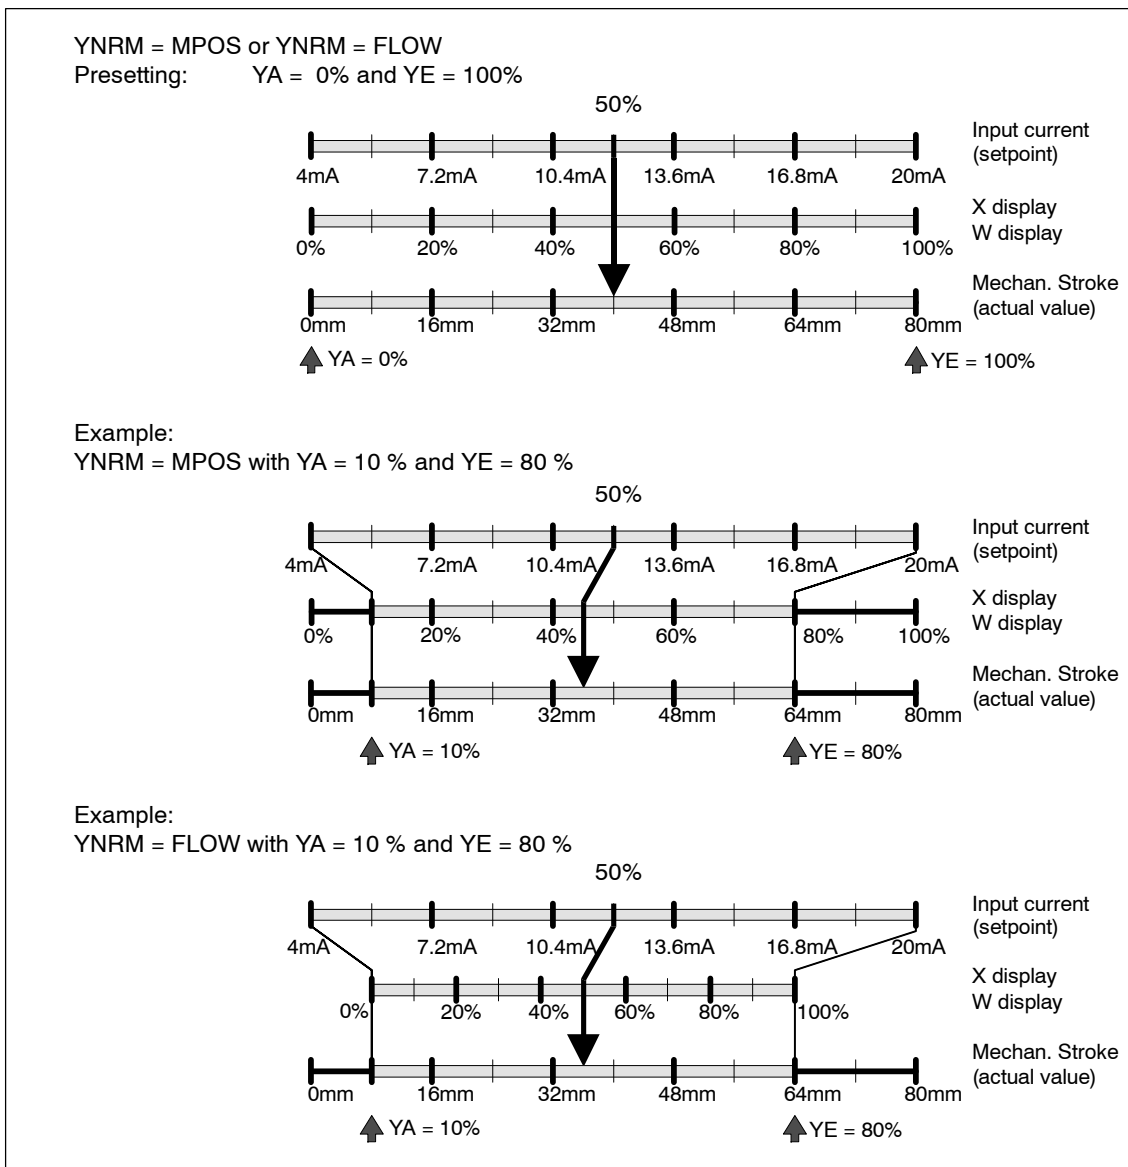 YNRM = MPOS or YNRM = FLOW
Presetting: YA = 0% and YE = 100%
50%
Input current
(setpoint)
4mA 7.2mA 10.4mA 13.6mA 16.8mA 20mA
X display
W display
0% 20% 40% 60% 80% 100%
Mechan. Stroke
(actual value)
0mm 16mm 32mm 48mm 64mm 80mm
YA = 0% YE = 100%
Example:
YNRM = MPOS with YA = 10 % and YE = 80 %
50%
Input current
(setpoint)
4mA 7.2mA 10.4mA 13.6mA 16.8mA 20mA
X display
W display
0% 20% 40% 60% 80% 100%
Mechan. Stroke
(actual value)
0mm 16mm 32mm 48mm 64mm 80mm
YA = 10% YE = 80%
Example:
YNRM = FLOW with YA = 10 % and YE = 80 %
50%
Input current
(setpoint)
4mA 7.2mA 10.4mA 13.6mA 16.8mA 20mA
X display
W display
0% 20% 40% 60% 80% 100%
Mechan. Stroke
(actual value)
0mm 16mm 32mm 48mm 64mm 80mm
YA = 10% YE = 80%